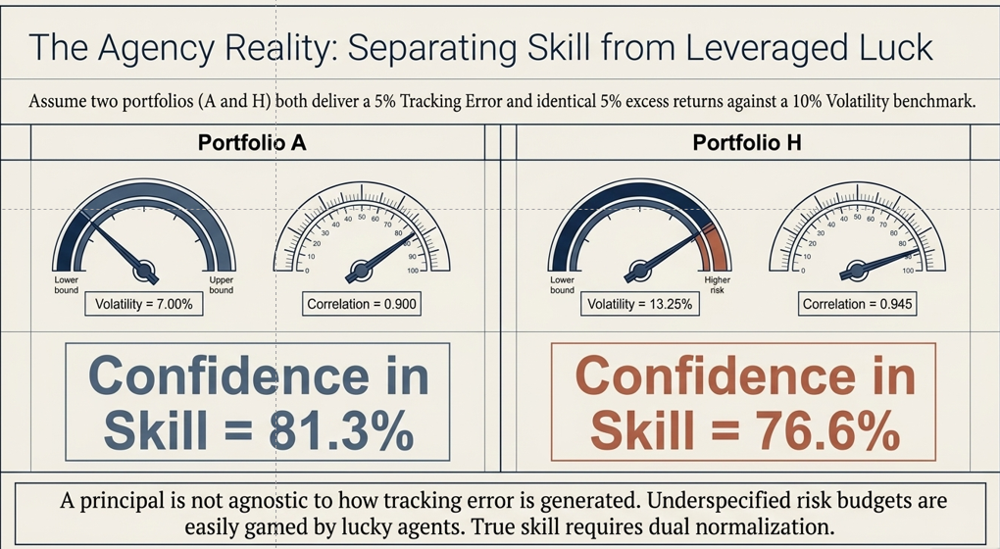 The Agency Reality: Separating Skill from Leveraged Luck
Assume two portfolios (A and H) both deliver a 5% Tracking Error and identical 5% excess returns against a 10% Volatility benchmark.
Portfolio A
Lower
bound
Upper
bound
Volatility = 7.00%
0
10
20
30
40
50
60
70
80
90
100
Correlation = 0.900
Confidence in
Skill = 81.3%
Portfolio H
Lower
bound
Higher
risk
Volatility = 13.25%
0
10
20
30
40
50
60
70
80
90
100
Correlation = 0.945
Confidence in
Skill = 76.6%
A principal is not agnostic to how tracking error is generated. Underspecified risk budgets are
easily gamed by lucky agents. True skill requires dual normalization.